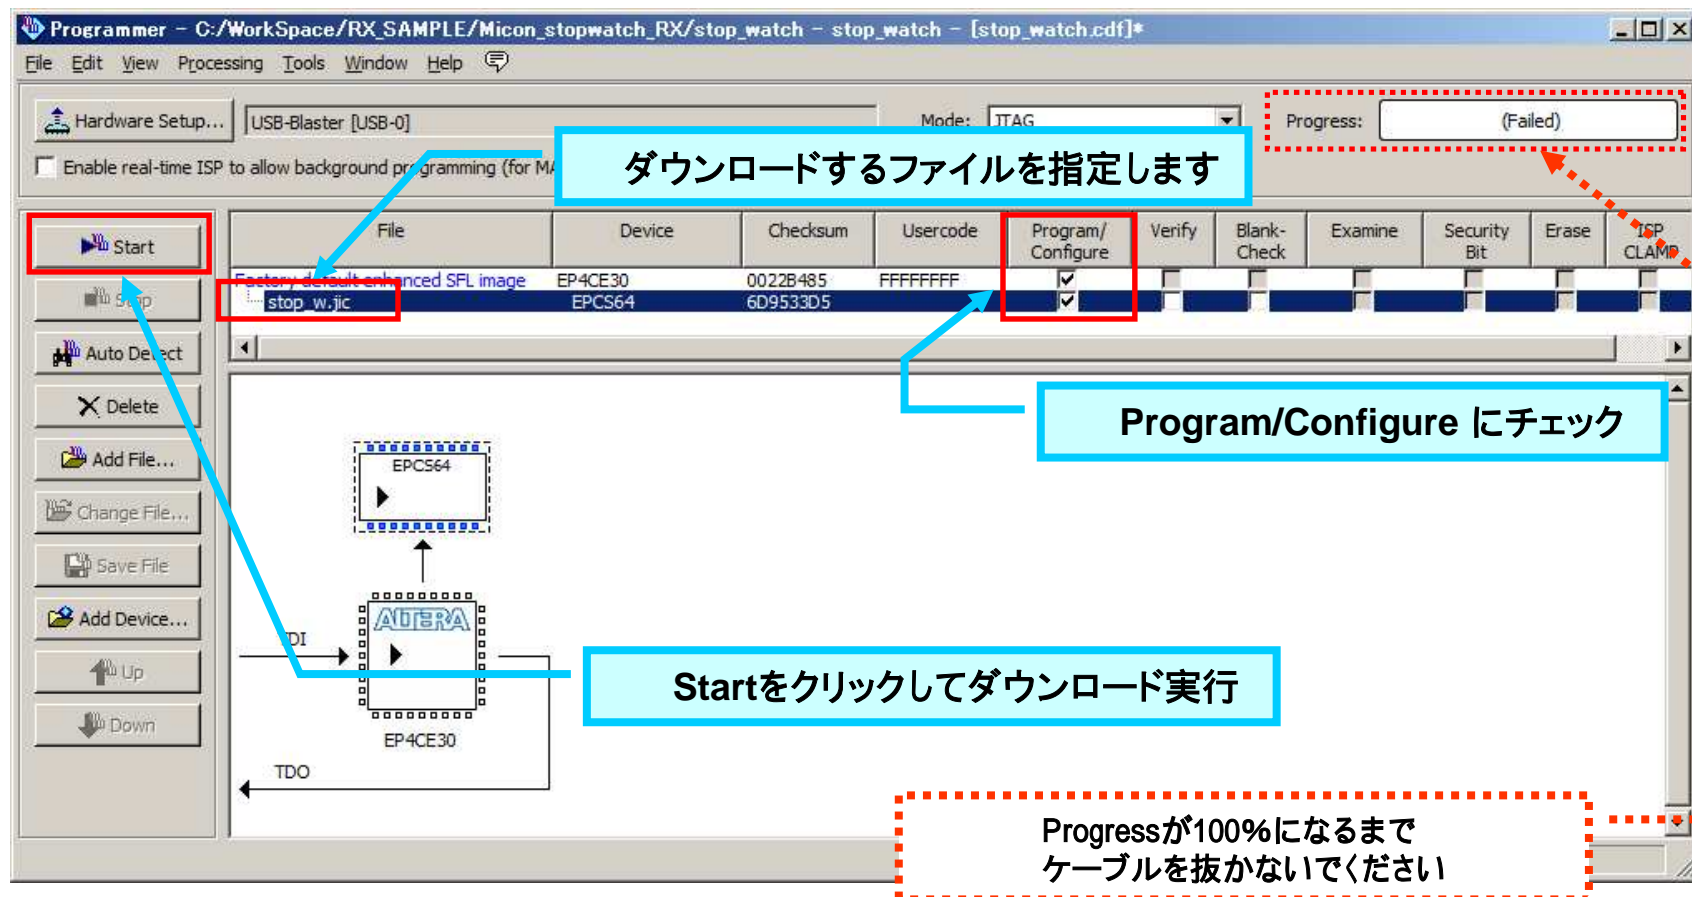 Programmer - C:/WorkSpace/RX_SAMPLE/Micon_stopwatch_RX/stop_watch - stop_watch - [stop_watch.cdf]*
File Edit View Processing Tools Window Help
Hardware Setup... USB-Blaster [USB-0] Mode: JTAG Progress: (Failed)
Enable real-time ISP to allow background programming (for MA
ダウンロードするファイルを指定します
Start
Stop
Auto Detect
Delete
Add File...
Change File...
Save File
Add Device...
Up
Down
File Device Checksum Usercode Program/Configure Verify Blank-Check Examine Security Bit Erase ISP CLAMP
Factory default enhanced SFL image EP4CE30 0022B485 FFFFFFFF
stop_w.jic EPCS64 6D9533D5
Program/Configure にチェック
EPCS64
ALTERA
TDI
EP4CE30
TDO
Startをクリックしてダウンロード実行
Progressが100%になるまで
ケーブルを抜かないでください